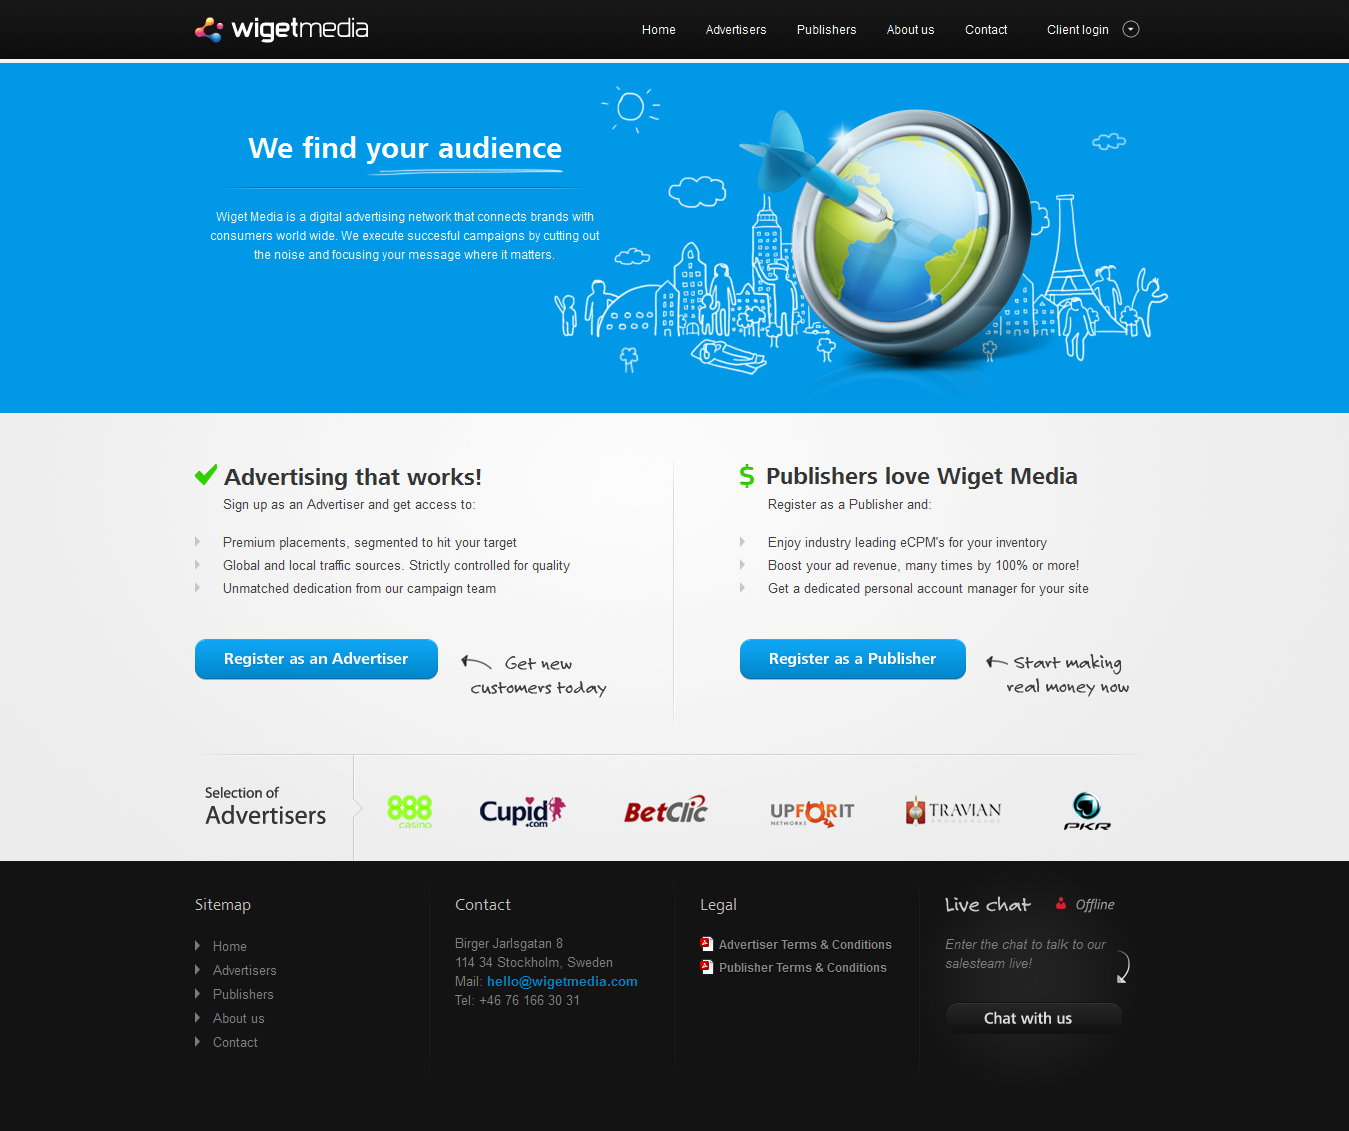 wigetmedia
Home Advertisers Publishers About us Contact Client login
We find your audience
Wiget Media is a digital advertising network that connects brands with
consumers world wide. We execute succesful campaigns by cutting out
the noise and focusing your message where it matters.
Advertising that works!
Sign up as an Advertiser and get access to:
Premium placements, segmented to hit your target
Global and local traffic sources. Strictly controlled for quality
Unmatched dedication from our campaign team
Register as an Advertiser
Get new
customers today
$ Publishers love Wiget Media
Register as a Publisher and:
Enjoy industry leading eCPM's for your inventory
Boost your ad revenue, many times by 100% or more!
Get a dedicated personal account manager for your site
Register as a Publisher
Start making
real money now
Selection of
Advertisers
888
casino
Cupid
.com
BetClic
UPFORIT
NETWORKS
TRAVIAN
PKR
Sitemap
Home
Advertisers
Publishers
About us
Contact
Contact
Birger Jarlsgatan 8
114 34 Stockholm, Sweden
Mail: hello@wigetmedia.com
Tel: +46 76 166 30 31
Legal
Advertiser Terms & Conditions
Publisher Terms & Conditions
Live chat Offline
Enter the chat to talk to our
salesteam live!
Chat with us